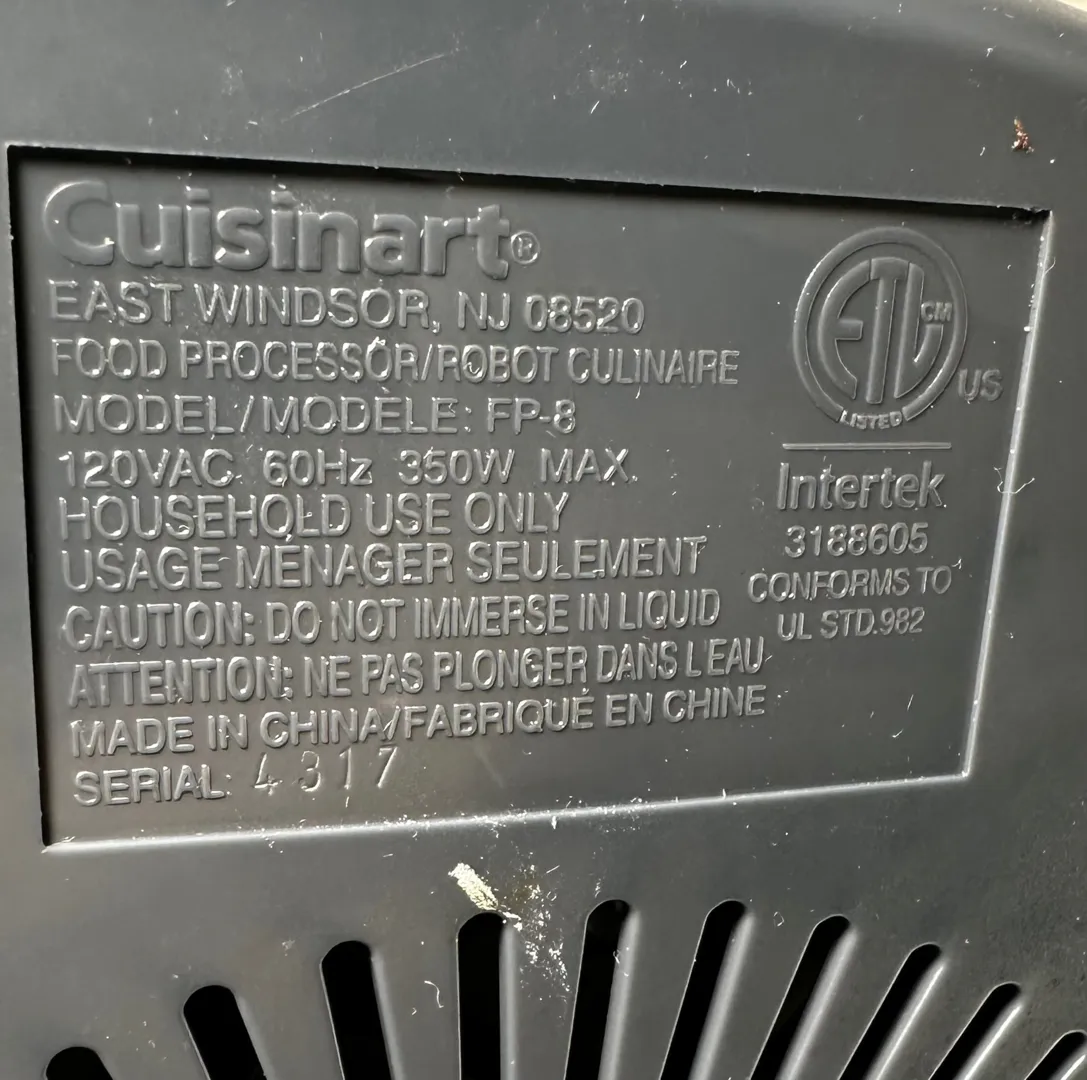 Cuisinart®
EAST WINDSOR, NJ 08520
FOOD PROCESSOR/ROBOT CULINAIRE
MODEL/MODÈLE: FP-8
120VAC 60Hz 350W MAX.
HOUSEHOLD USE ONLY
USAGE MÉNAGER SEULEMENT
CAUTION: DO NOT IMMERSE IN LIQUID
ATTENTION: NE PAS PLONGER DANS L'EAU
MADE IN CHINA/FABRIQUÉ EN CHINE
SERIAL: 4317
ETL CM
US
LISTED
Intertek
3188605
CONFORMS TO
UL STD.982